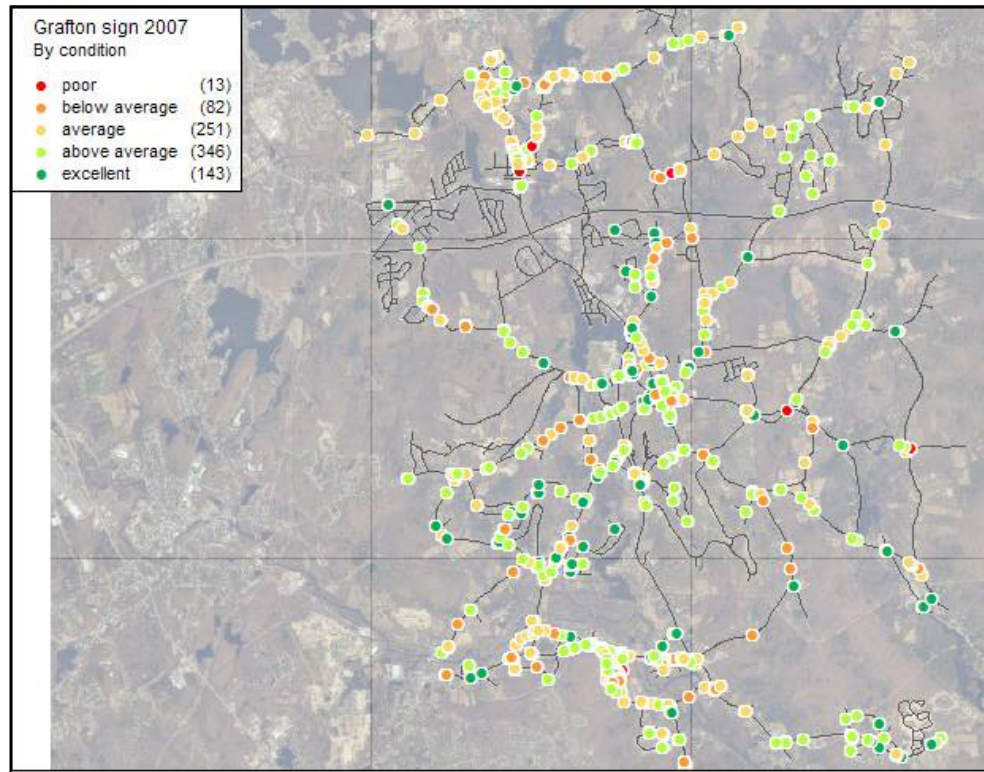 Grafton sign 2007
By condition
poor (13)
below average (82)
average (251)
above average (346)
excellent (143)